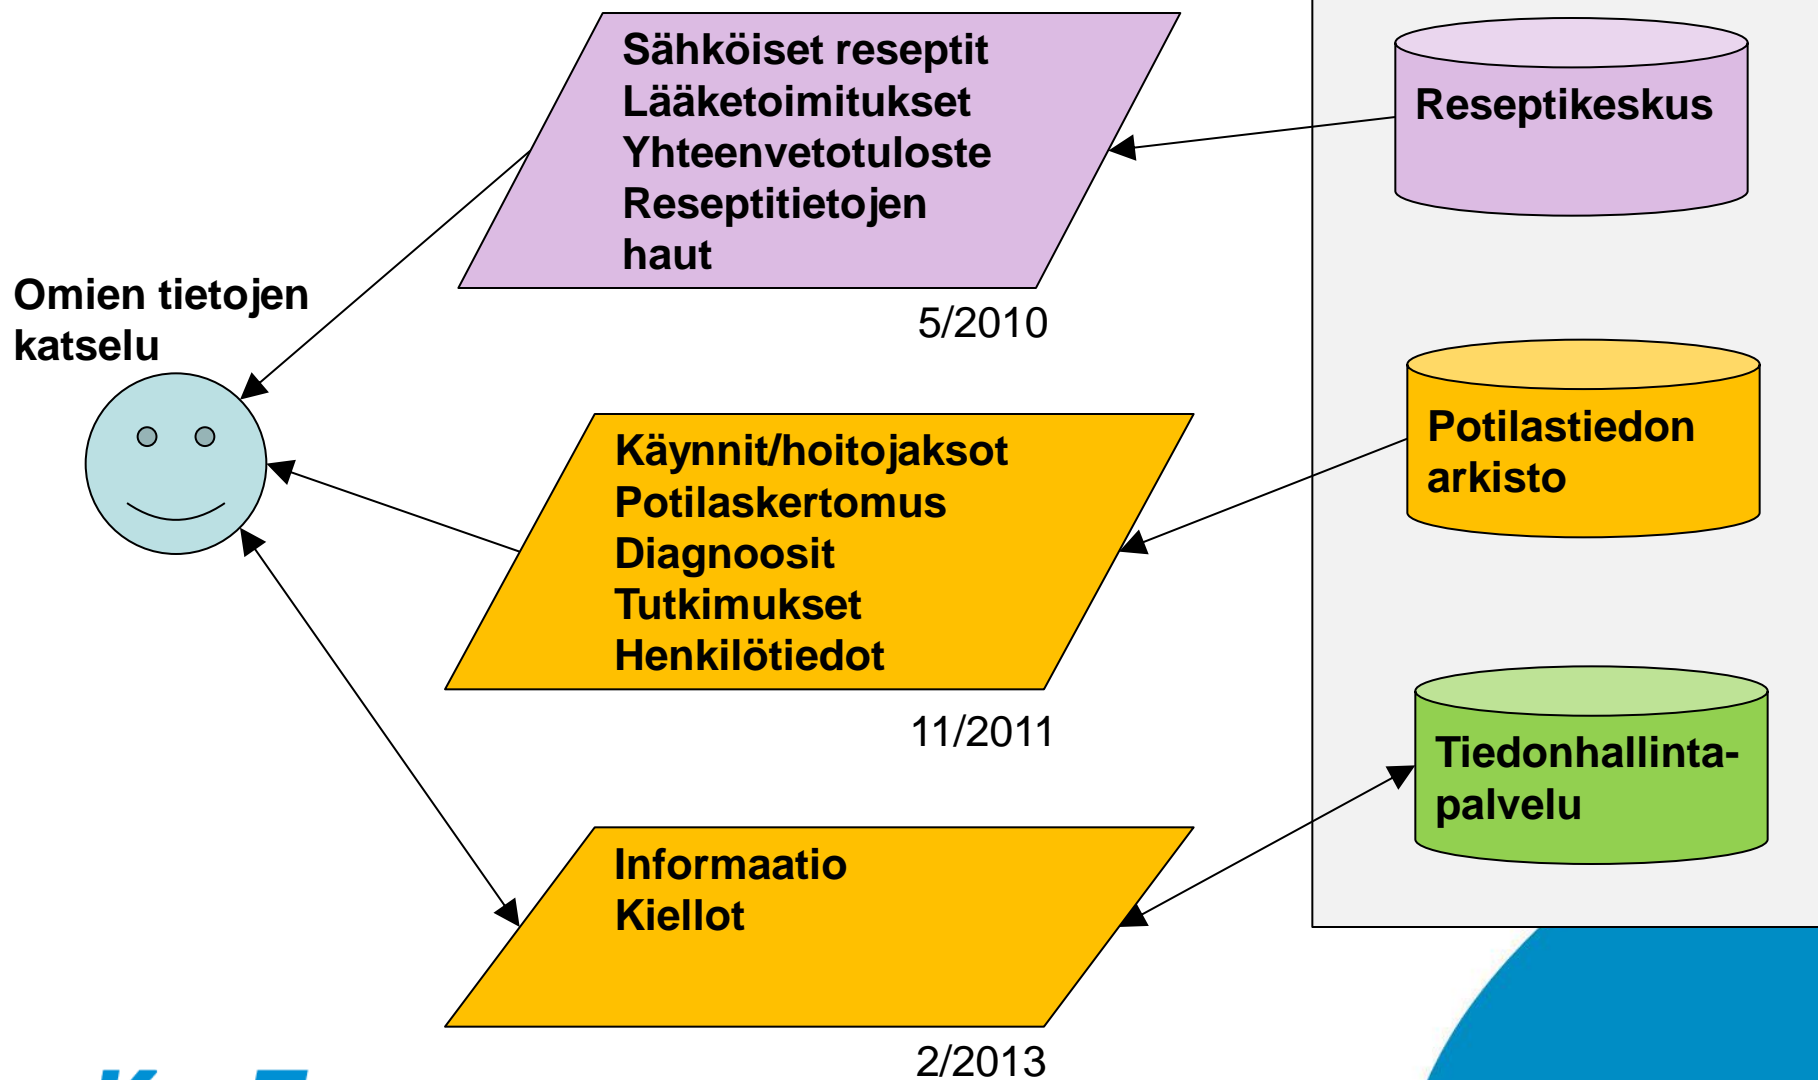 Sähköiset reseptit
Lääketoimitukset
Yhteenvetotuloste
Reseptitietojen
haut
5/2010
Reseptikeskus
Omien tietojen
katselu
Käynnit/hoitojaksot
Potilaskertomus
Diagnoosit
Tutkimukset
Henkilötiedot
11/2011
Potilastiedon
arkisto
Informaatio
Kiellot
2/2013
Tiedonhallinta-
palvelu